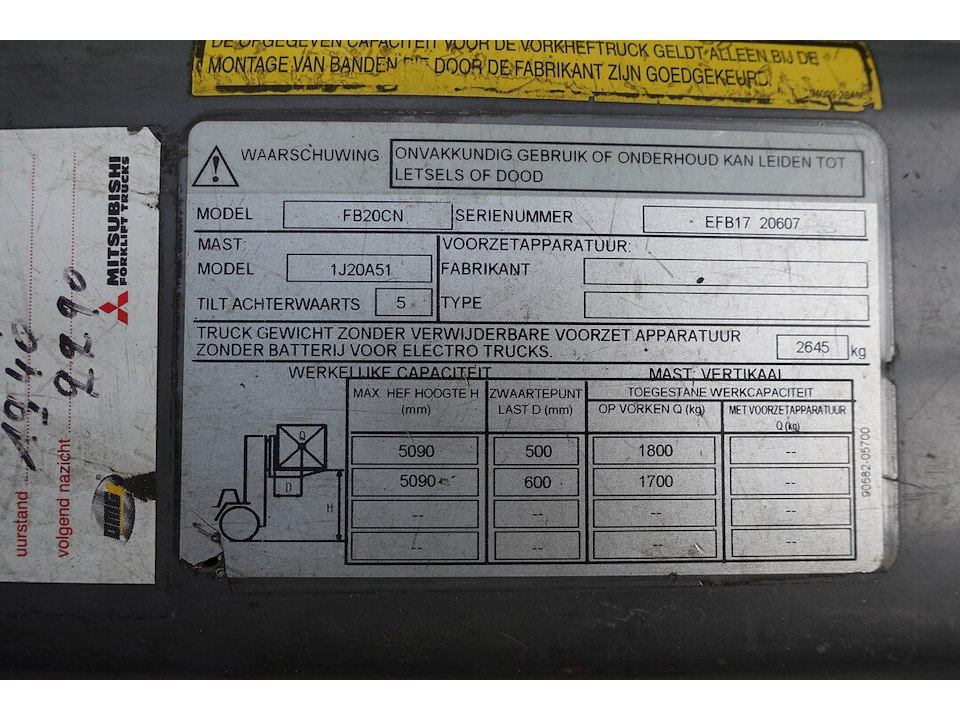 DE OPGEGEVEN CAPACITEIT VOOR DE VORKHEFTRUCK GELDT ALLEEN BIJ DE
MONTAGE VAN BANDEN DIE DOOR DE FABRIKANT ZIJN GOEDGEKEURD.
WAARSCHUWING
ONVAKKUNDIG GEBRUIK OF ONDERHOUD KAN LEIDEN TOT
LETSELS OF DOOD
MODEL FB20CN SERIENUMMER EFB17 20607
MAST: VOORZETAPPARATUUR:
MODEL 1J20A51 FABRIKANT
TILT ACHTERWAARTS 5 TYPE
TRUCK GEWICHT ZONDER VERWIJDERBARE VOORZET APPARATUUR
ZONDER BATTERIJ VOOR ELECTRO TRUCKS. 2645 kg
WERKELIJKE CAPACITEIT MAST: VERTIKAAL
MAX. HEF HOOGTE H ZWAARTEPUNT TOEGESTANE WERKCAPACITEIT
(mm) LAST D (mm) OP VORKEN Q (kg) MET VOORZETAPPARATUUR
Q (kg)
5090 500 1800 --
5090 600 1700 --
-- -- -- --
-- -- -- --
Q
D
H
90582-05700
MITSUBISHI
FORKLIFT TRUCKS
uurstand 1940
volgend nazicht